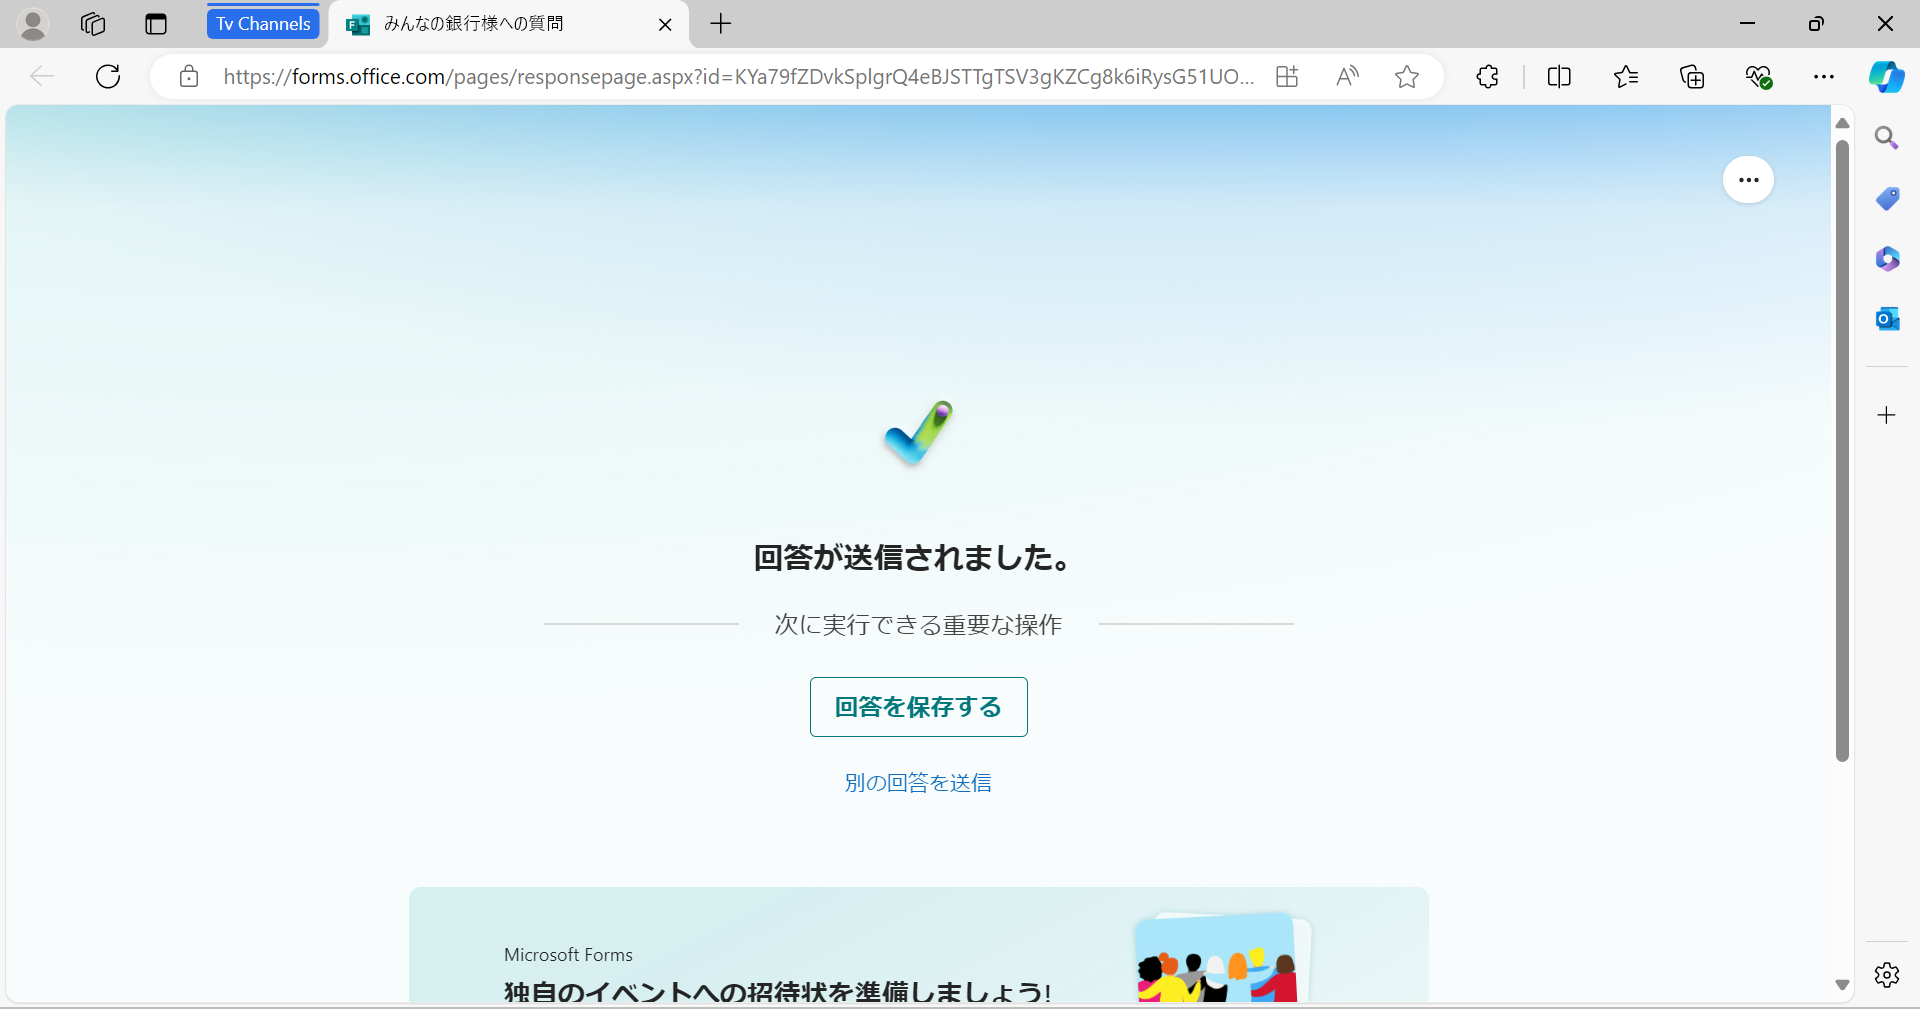 Tv Channels
みんなの銀行様への質問
https://forms.office.com/pages/responsepage.aspx?id=KYa79fZDvkSplgrQ4eBJSTTgTSV3gKZCg8k6iRysG51UO...
回答が送信されました。
次に実行できる重要な操作
回答を保存する
別の回答を送信
Microsoft Forms
独自のイベントへの招待状を準備しましょう!